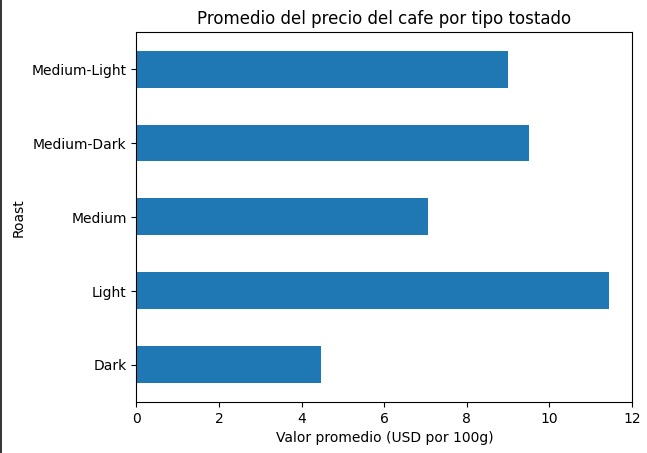 Promedio del precio del cafe por tipo tostado
Medium-Light
Medium-Dark
Medium
Light
Dark
Roast
0 2 4 6 8 10 12
Valor promedio (USD por 100g)